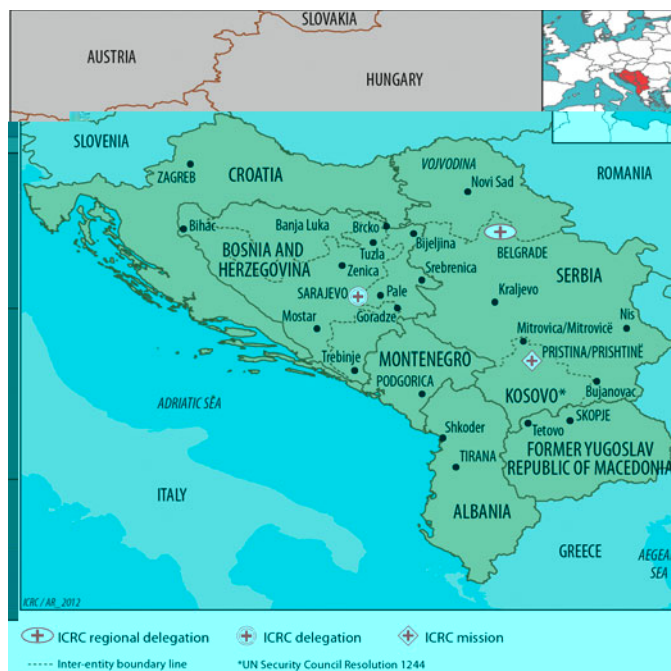 SLOVAKIA
AUSTRIA
HUNGARY
SLOVENIA
VOJVODINA
ROMANIA
ZAGREB
CROATIA
Novi Sad
Bihác
Banja Luka
Brcko
Bijeljina
BELGRADE
BOSNIA AND
HERZEGOVINA
Tuzla
Zenica
Srebrenica
SERBIA
SARAJEVO
Pale
Kraljevo
Goradze
Nis
Mostar
Mitrovica/Mitrovicë
PRISTINA/PRISHTINË
Trebinje
MONTENEGRO
PODGORICA
KOSOVO*
Bujanovac
ADRIATIC SEA
Shkoder
Tetovo
SKOPJE
TIRANA
FORMER YUGOSLAV
REPUBLIC OF MACEDONIA
ITALY
ALBANIA
GREECE
AEGEAN
SEA
ICRC / AR_2012
ICRC regional delegation
ICRC delegation
ICRC mission
Inter-entity boundary line
*UN Security Council Resolution 1244